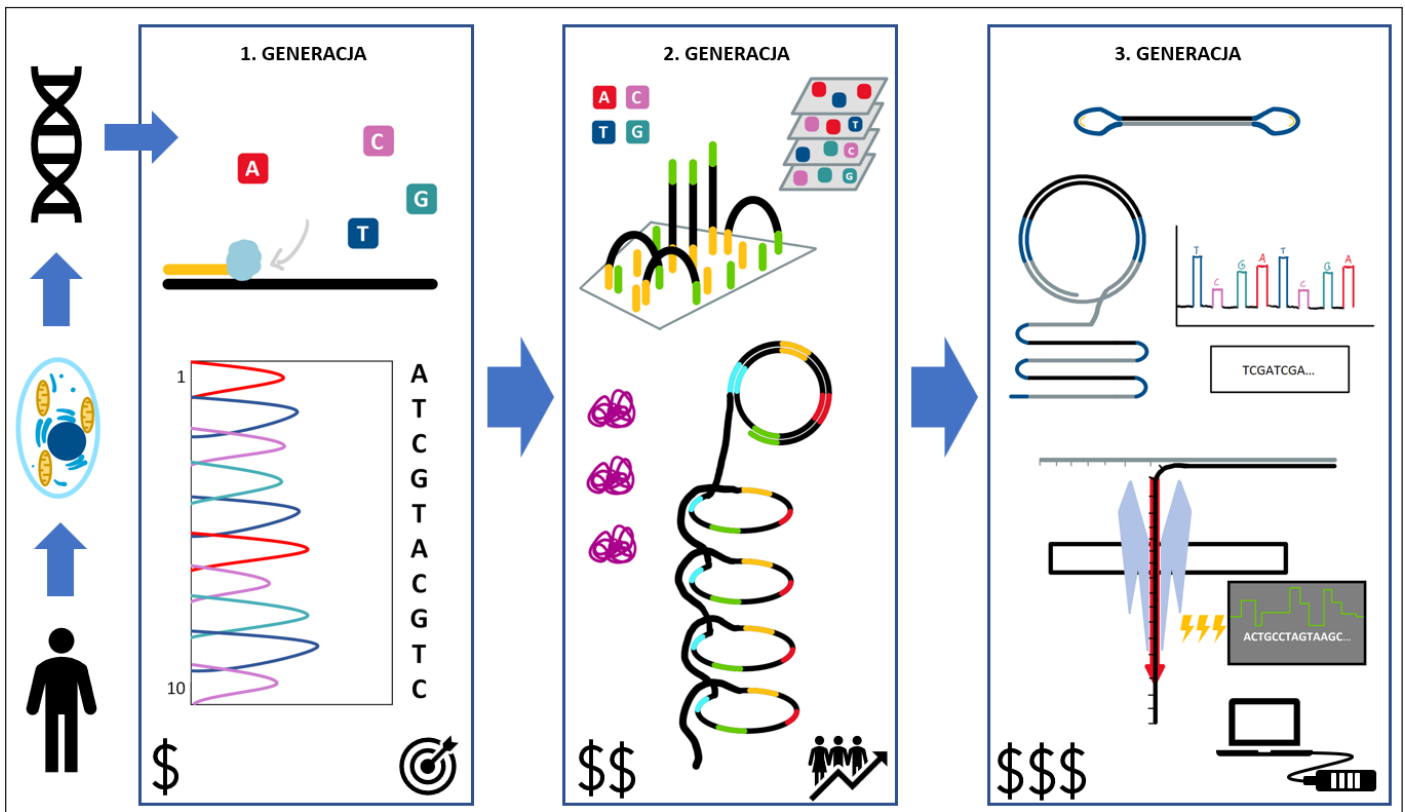 1. GENERACJA
A
C
G
T
1
A
T
C
G
T
A
C
G
T
C
10
$
2. GENERACJA
A C
T G
T
C
G
$$
3. GENERACJA
T C G A T C G A
TCGATCGA...
ACTGCCTAGTAAGC...
$$$